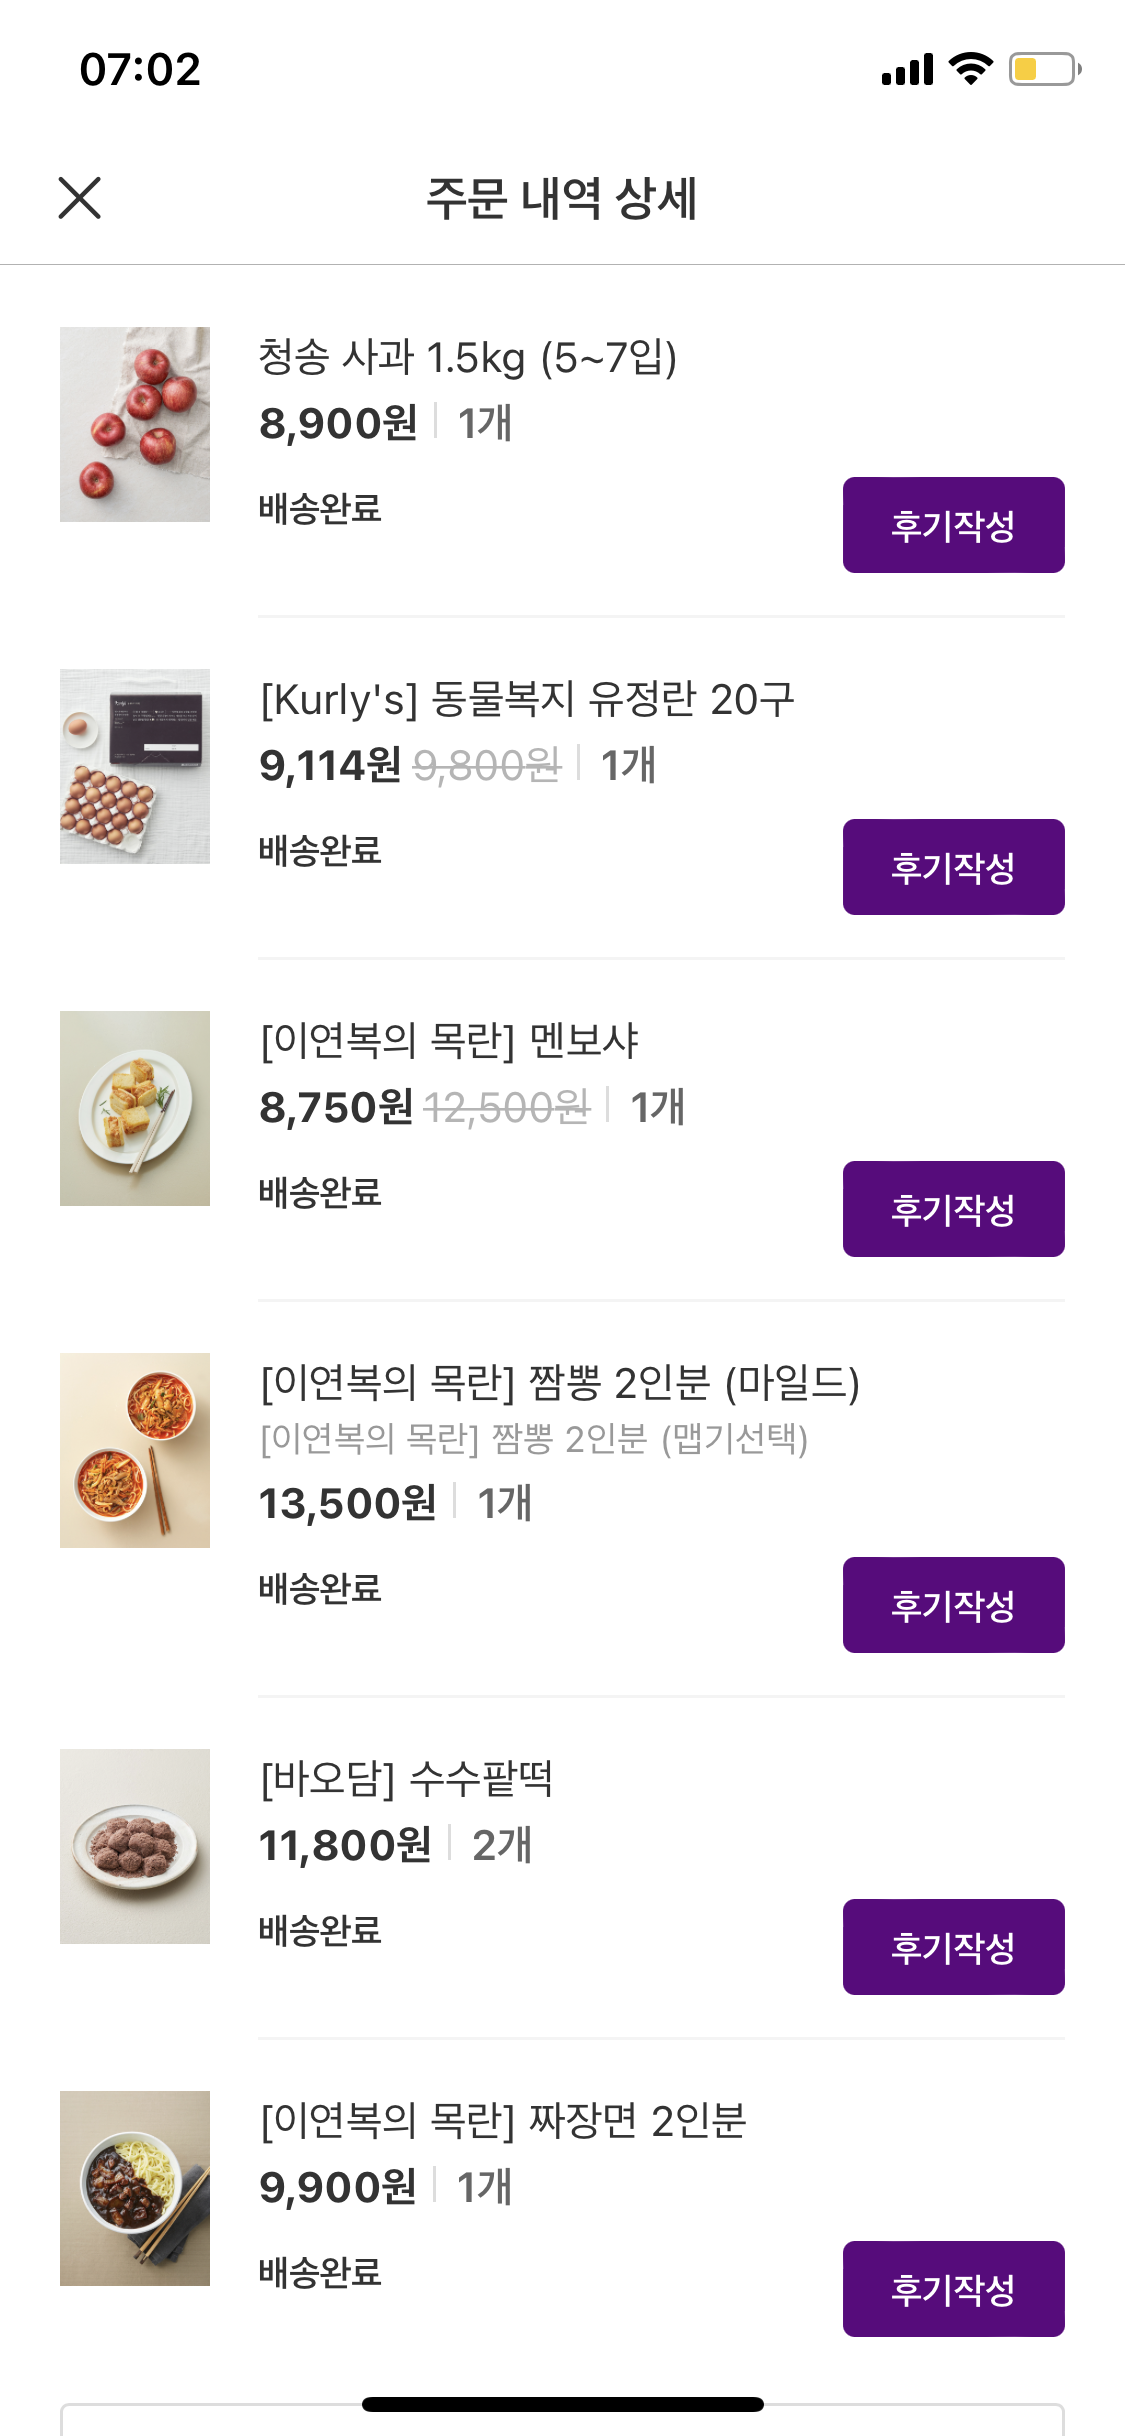 07:02
주문 내역 상세
청송 사과 1.5kg (5~7입)
8,900원 1개
배송완료
후기작성
[Kurly's] 동물복지 유정란 20구
9,114원 9,800원 1개
배송완료
후기작성
[이연복의 목란] 멘보샤
8,750원 12,500원 1개
배송완료
후기작성
[이연복의 목란] 짬뽕 2인분 (마일드)
[이연복의 목란] 짬뽕 2인분 (맵기선택)
13,500원 1개
배송완료
후기작성
[바오담] 수수팥떡
11,800원 2개
배송완료
후기작성
[이연복의 목란] 짜장면 2인분
9,900원 1개
배송완료
후기작성